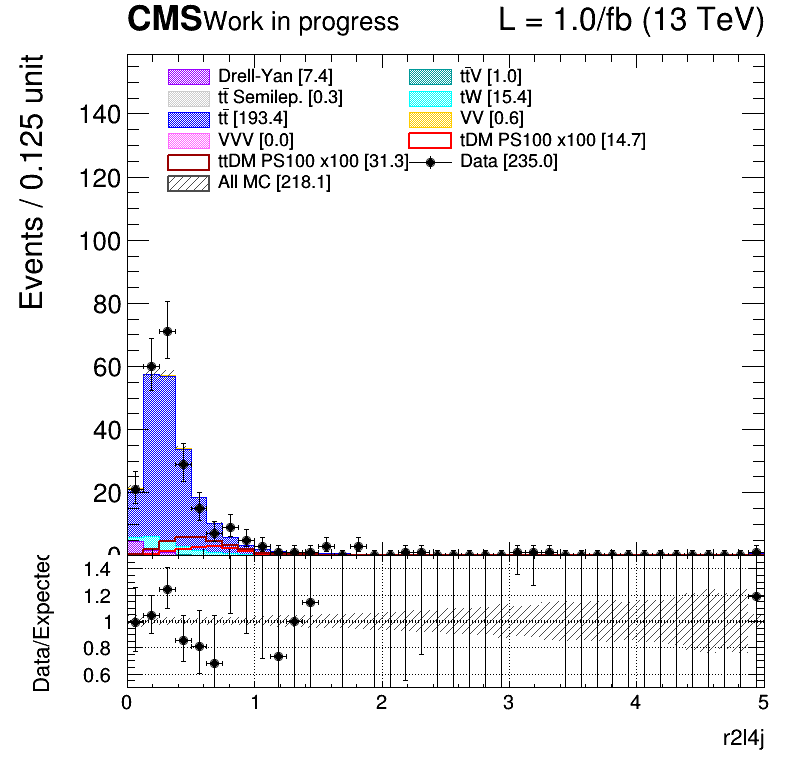 CMS Work in progress L = 1.0/fb (13 TeV)
Drell-Yan [7.4] tt̄V [1.0]
tt̄ Semilep. [0.3] tW [15.4]
tt̄ [193.4] VV [0.6]
VVV [0.0] tDM PS100 x100 [14.7]
ttDM PS100 x100 [31.3] Data [235.0]
All MC [218.1]
Events / 0.125 unit
140
120
100
80
60
40
20
0
Data/Expected
1.4
1.2
1
0.8
0.6
0 1 2 3 4 5
r2l4j